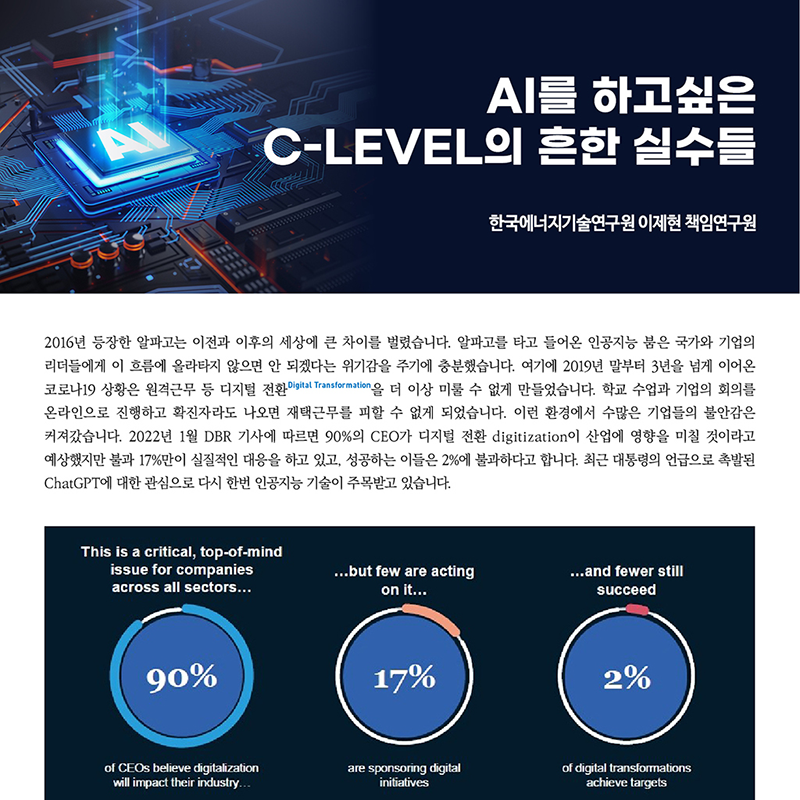 AI
AI를 하고싶은
C-LEVEL의 흔한 실수들
한국에너지기술연구원 이제현 책임연구원
2016년 등장한 알파고는 이전과 이후의 세상에 큰 차이를 벌렸습니다. 알파고를 타고 들어온 인공지능 붐은 국가와 기업의
리더들에게 이 흐름에 올라타지 않으면 안 되겠다는 위기감을 주기에 충분했습니다. 여기에 2019년 말부터 3년을 넘게 이어온
코로나19 상황은 원격근무 등 디지털 전환Digital Transformation을 더 이상 미룰 수 없게 만들었습니다. 학교 수업과 기업의 회의를
온라인으로 진행하고 확진자라도 나오면 재택근무를 피할 수 없게 되었습니다. 이런 환경에서 수많은 기업들의 불안감은
커져갔습니다. 2022년 1월 DBR 기사에 따르면 90%의 CEO가 디지털 전환 digitization이 산업에 영향을 미칠 것이라고
예상했지만 불과 17%만이 실질적인 대응을 하고 있고, 성공하는 이들은 2%에 불과하다고 합니다. 최근 대통령의 언급으로 촉발된
ChatGPT에 대한 관심으로 다시 한번 인공지능 기술이 주목받고 있습니다.
This is a critical, top-of-mind
issue for companies
across all sectors...
90%
of CEOs believe digitalization
will impact their industry...
...but few are acting
on it...
17%
are sponsoring digital
initiatives
...and fewer still
succeed
2%
of digital transformations
achieve targets